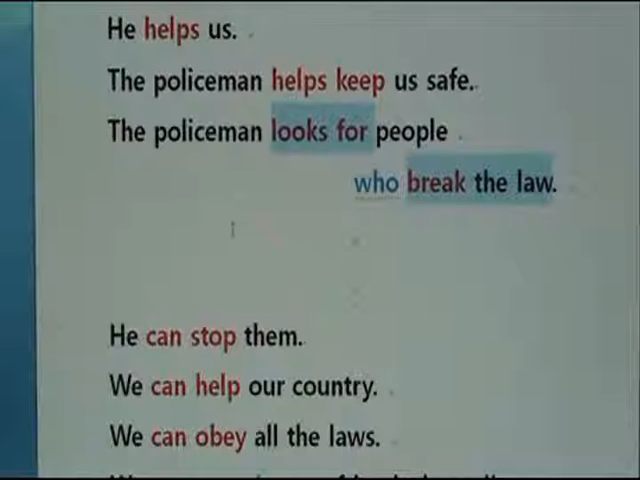 He helps us.
The policeman helps keep us safe.
The policeman looks for people
who break the law.
He can stop them.
We can help our country.
We can obey all the laws.